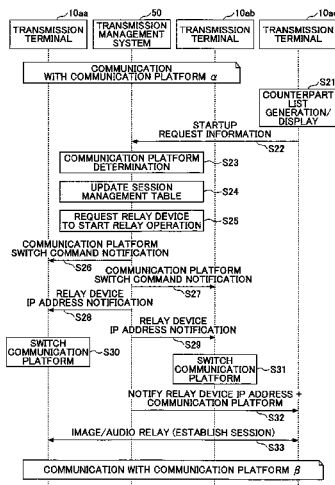 10aa
50
10ab
10ac
TRANSMISSION
TERMINAL
TRANSMISSION
MANAGEMENT
SYSTEM
TRANSMISSION
TERMINAL
TRANSMISSION
TERMINAL
COMMUNICATION
WITH COMMUNICATION PLATFORM α
S21
COUNTERPART
LIST
GENERATION/
DISPLAY
STARTUP
REQUEST INFORMATION
S22
COMMUNICATION PLATFORM
DETERMINATION
S23
UPDATE SESSION
MANAGEMENT TABLE
S24
REQUEST RELAY DEVICE
TO START RELAY OPERATION
S25
COMMUNICATION PLATFORM
SWITCH COMMAND NOTIFICATION
S26
COMMUNICATION PLATFORM
SWITCH COMMAND NOTIFICATION
S27
RELAY DEVICE
IP ADDRESS NOTIFICATION
S28
RELAY DEVICE
IP ADDRESS NOTIFICATION
S29
SWITCH
COMMUNICATION
PLATFORM
S30
SWITCH
COMMUNICATION
PLATFORM
S31
NOTIFY RELAY DEVICE IP ADDRESS +
COMMUNICATION PLATFORM
S32
IMAGE/AUDIO RELAY (ESTABLISH SESSION)
S33
COMMUNICATION WITH COMMUNICATION PLATFORM β